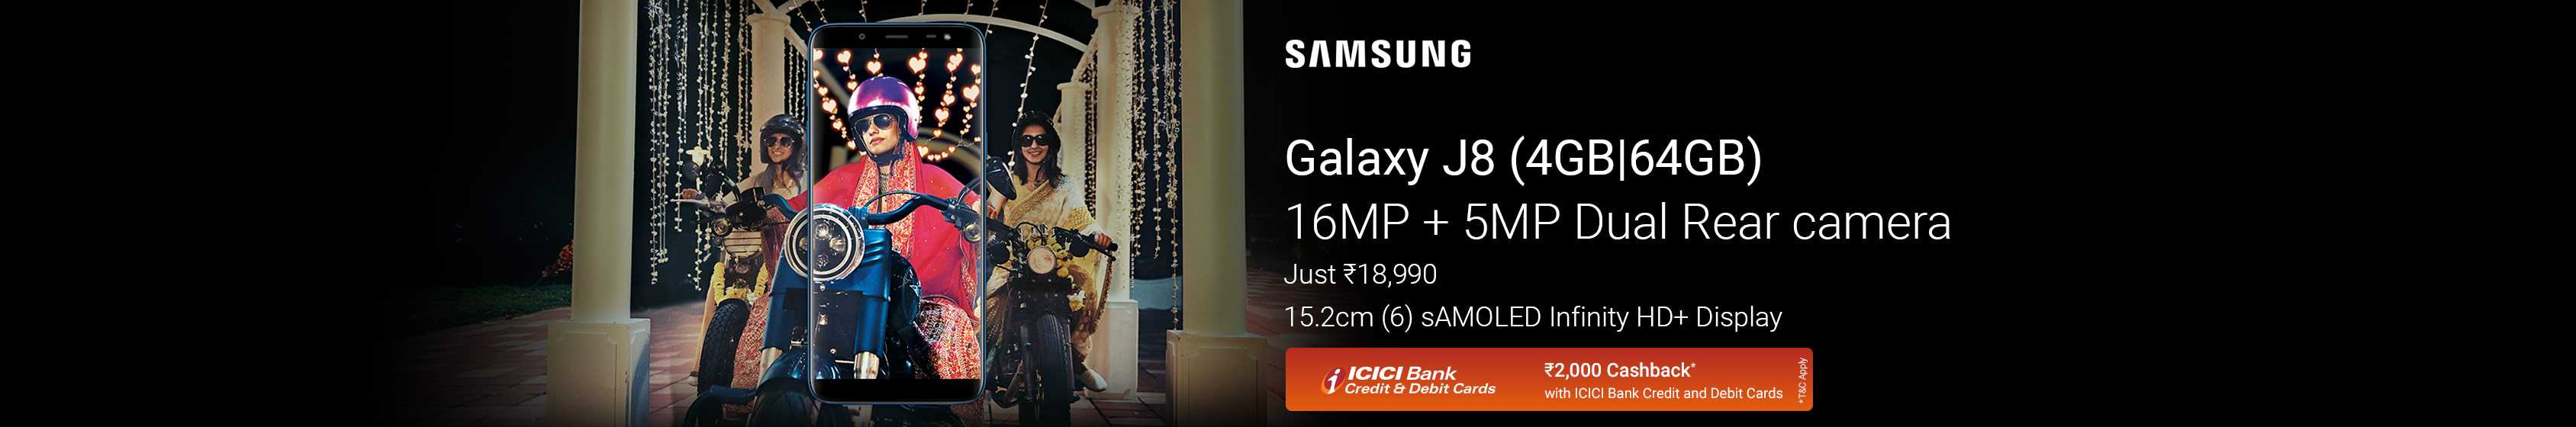 SAMSUNG
Galaxy J8 (4GB|64GB)
16MP + 5MP Dual Rear camera
Just ₹18,990
15.2cm (6) sAMOLED Infinity HD+ Display
i ICICI Bank
Credit & Debit Cards
₹2,000 Cashback*
with ICICI Bank Credit and Debit Cards
*T&C Apply